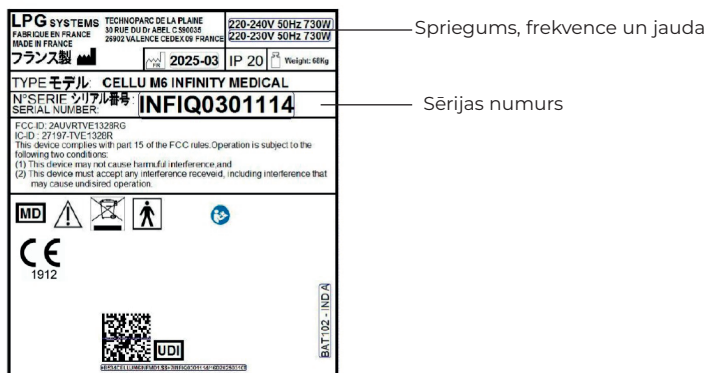 LPG SYSTEMS
FABRIQUE EN FRANCE
MADE IN FRANCE
フランス製
TECHNOPARC DE LA PLAINE
30 RUE DU Dr ABEL C.S90035
26902 VALENCE CEDEX 09 FRANCE
220-240V 50Hz 730W
220-230V 50Hz 730W
Spriegums, frekvence un jauda
FR
2025-03
IP 20
Weight: 68Kg
TYPE モデル: CELLU M6 INFINITY MEDICAL
N°SERIE シリアル番号:
SERIAL NUMBER:
INFIQ0301114
Sērijas numurs
FCC-ID: 2AUVRTVE1328RG
IC-ID : 27197-TVE1328R
This device complies with part 15 of the FCC rules.Operation is subject to the
following two conditions:
(1) This device may not cause harmuful interference,and
(2) This device must accept any interference receveid, including interference that
may cause undisired operation.
MD
CE
1912
UDI
BAT102 - IND A